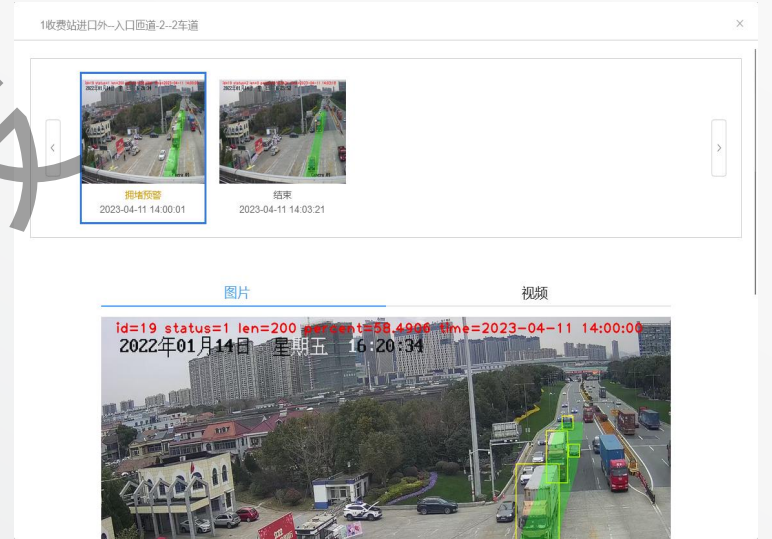 1收费站进口外--入口匝道-2--2车道
拥堵预警
2023-04-11 14:00:01
结束
2023-04-11 14:03:21
图片
视频
id=19 status=1 len=200 percent=58.4906 time=2023-04-11 14:00:00
2022年01月14日 星期五 16:20:34